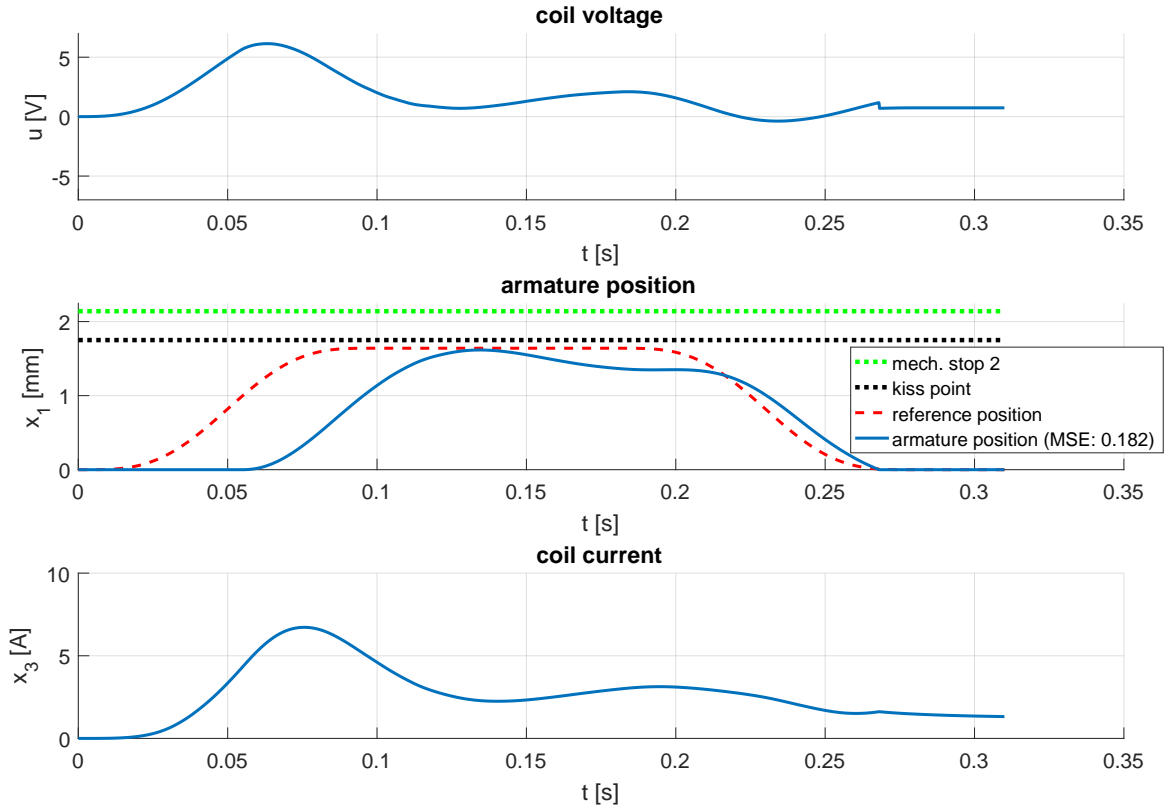 coil voltage
u [V]
5
0
-5
0 0.05 0.1 0.15 0.2 0.25 0.3 0.35
t [s]
armature position
x_1 [mm]
2
1
0
mech. stop 2
kiss point
reference position
armature position (MSE: 0.182)
0 0.05 0.1 0.15 0.2 0.25 0.3 0.35
t [s]
coil current
x_3 [A]
10
5
0
0 0.05 0.1 0.15 0.2 0.25 0.3 0.35
t [s]